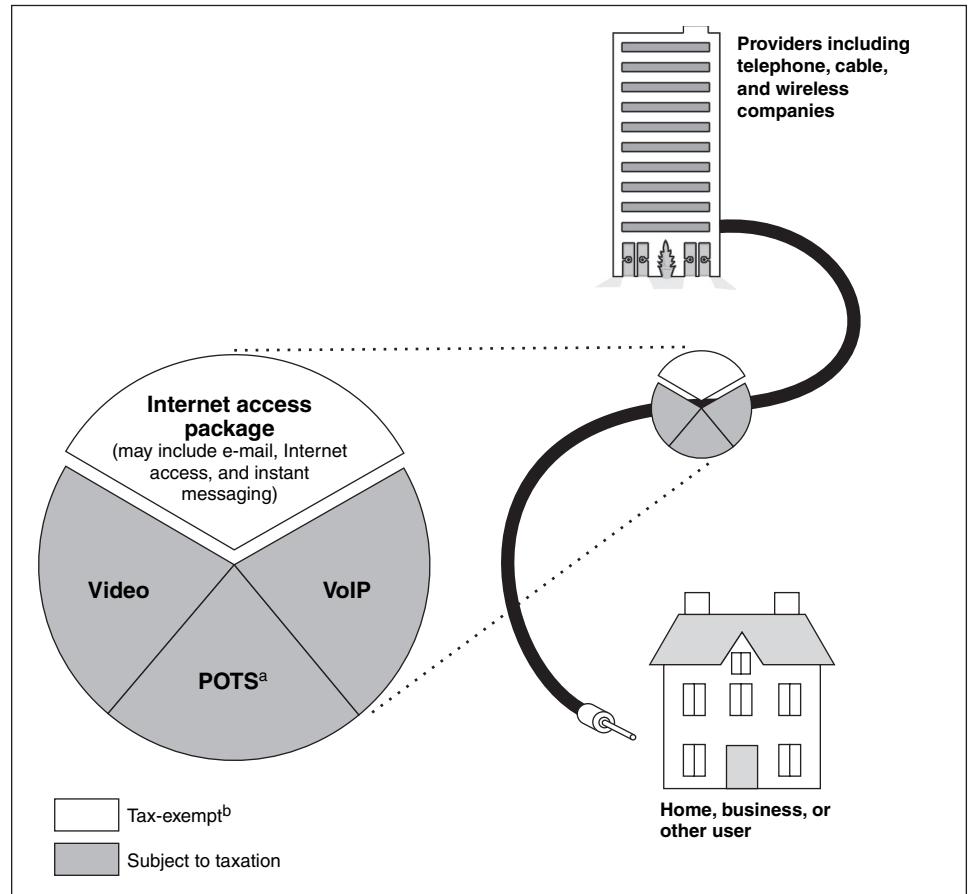 Providers including
telephone, cable,
and wireless
companies
Internet access
package
(may include e-mail, Internet
access, and instant
messaging)
Video
VoIP
POTSa
Tax-exemptb
Subject to taxation
Home, business, or
other user